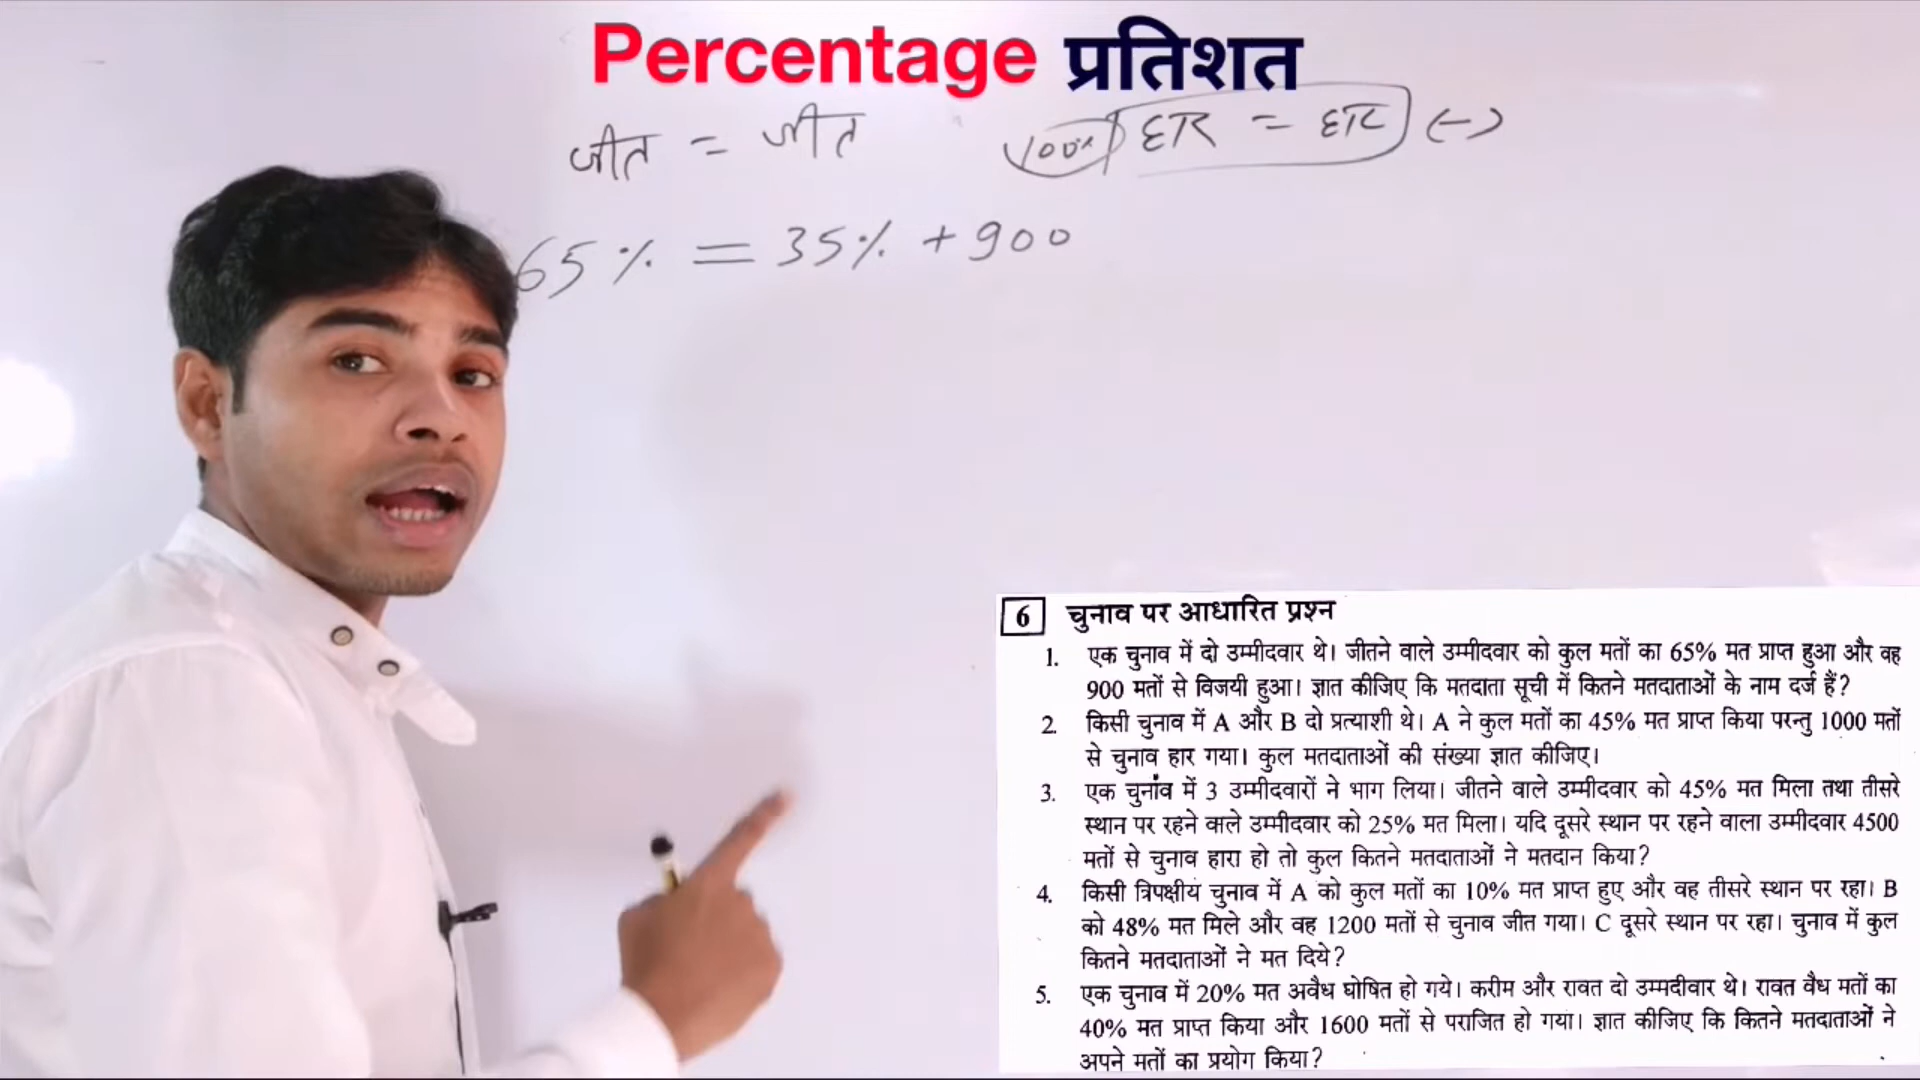 Percentage प्रतिशत
जीत = जीत 100% हार = हार (-)
65% = 35% + 900
6 चुनाव पर आधारित प्रश्न
1. एक चुनाव में दो उम्मीदवार थे। जीतने वाले उम्मीदवार को कुल मतों का 65% मत प्राप्त हुआ और वह
900 मतों से विजयी हुआ। ज्ञात कीजिए कि मतदाता सूची में कितने मतदाताओं के नाम दर्ज हैं?
2. किसी चुनाव में A और B दो प्रत्याशी थे। A ने कुल मतों का 45% मत प्राप्त किया परन्तु 1000 मतों
से चुनाव हार गया। कुल मतदाताओं की संख्या ज्ञात कीजिए।
3. एक चुनांव में 3 उम्मीदवारों ने भाग लिया। जीतने वाले उम्मीदवार को 45% मत मिला तथा तीसरे
स्थान पर रहने वाले उम्मीदवार को 25% मत मिला। यदि दूसरे स्थान पर रहने वाला उम्मीदवार 4500
मतों से चुनाव हारा हो तो कुल कितने मतदाताओं ने मतदान किया?
4. किसी त्रिपक्षीय चुनाव में A को कुल मतों का 10% मत प्राप्त हुए और वह तीसरे स्थान पर रहा। B
को 48% मत मिले और वह 1200 मतों से चुनाव जीत गया। C दूसरे स्थान पर रहा। चुनाव में कुल
कितने मतदाताओं ने मत दिये?
5. एक चुनाव में 20% मत अवैध घोषित हो गये। करीम और रावत दो उम्मदीवार थे। रावत वैध मतों का
40% मत प्राप्त किया और 1600 मतों से पराजित हो गया। ज्ञात कीजिए कि कितने मतदाताओं ने
अपने मतों का प्रयोग किया?